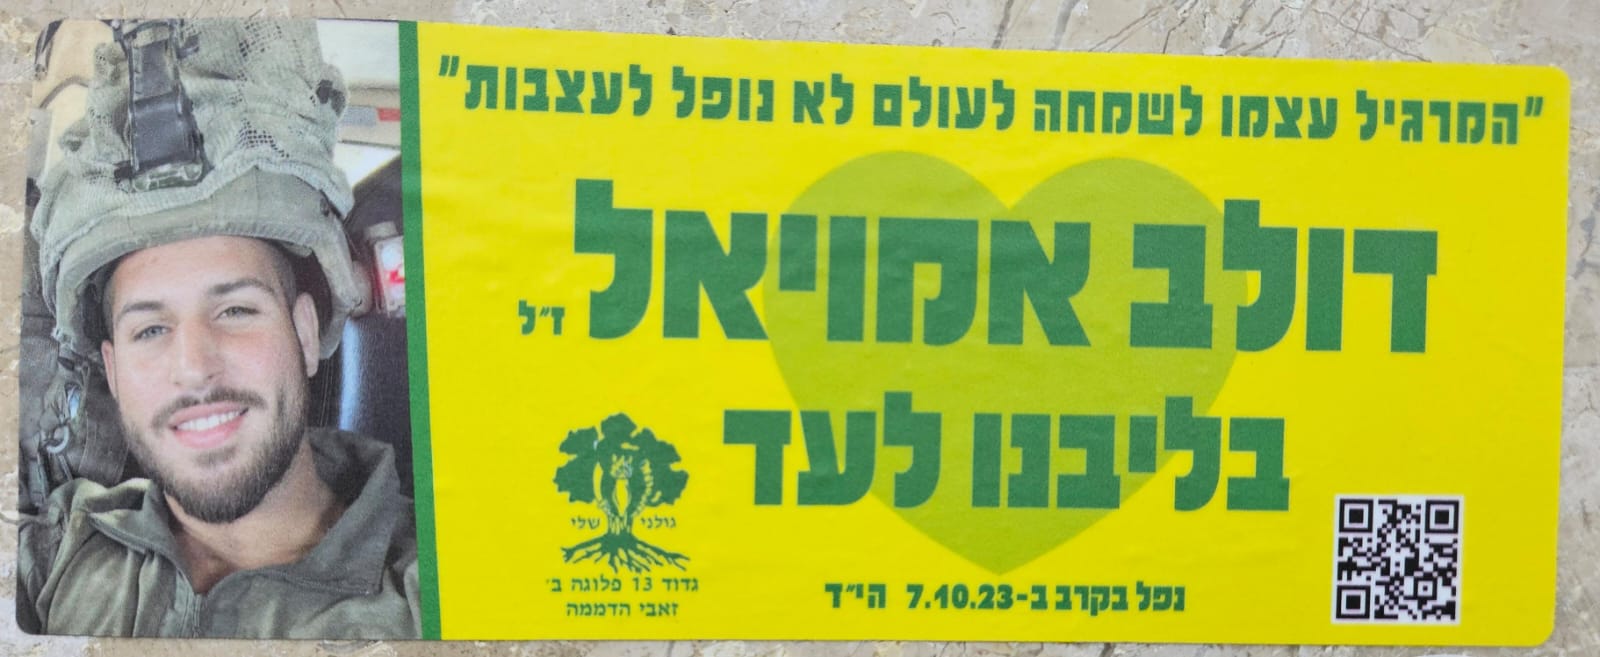 "המרגיל עצמו לשמחה לעולם לא נופל לעצבות"
דולב אמויאל ז״ל
בליבנו לעד
גולני שלי
גדוד 13 פלוגה ב'
זאבי הדממה
נפל בקרב ב-7.10.23 הי״ד